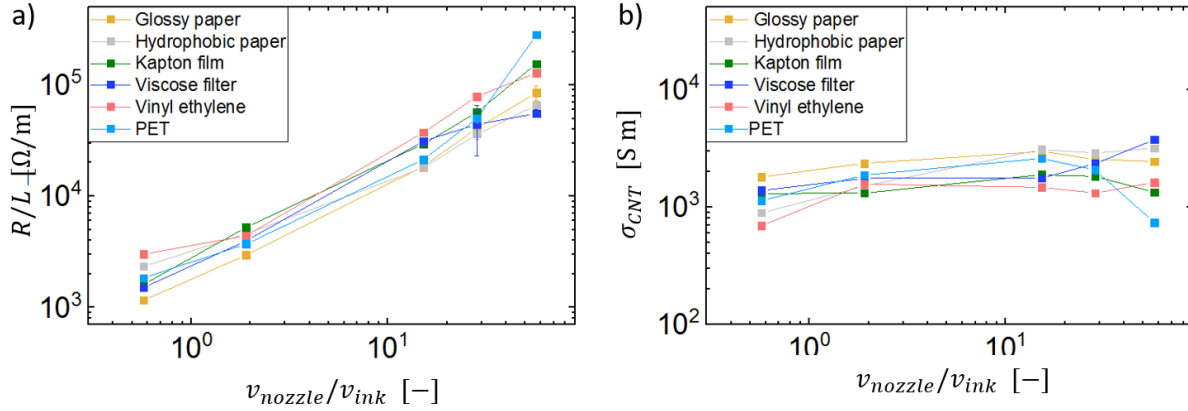 a)
Glossy paper
Hydrophobic paper
Kapton film
Viscose filter
Vinyl ethylene
PET
R/L [Ω/m]
10^5
10^4
10^3
10^0 10^1
v_nozzle/v_ink [−]
b)
Glossy paper
Hydrophobic paper
Kapton film
Viscose filter
Vinyl ethylene
PET
σ_CNT [S m]
10^4
10^3
10^2
10^0 10^1
v_nozzle/v_ink [−]